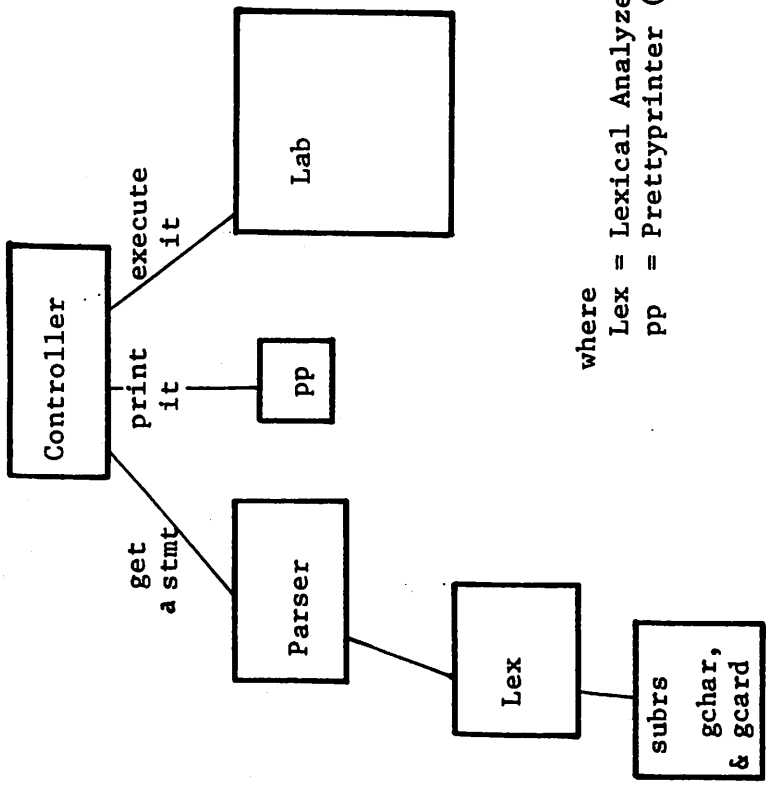 Controller
get
a stmt
print
it
execute
it
Parser
pp
Lab
Lex
subrs
gchar,
& gcard
where
Lex = Lexical
pp = Prettyprinter (